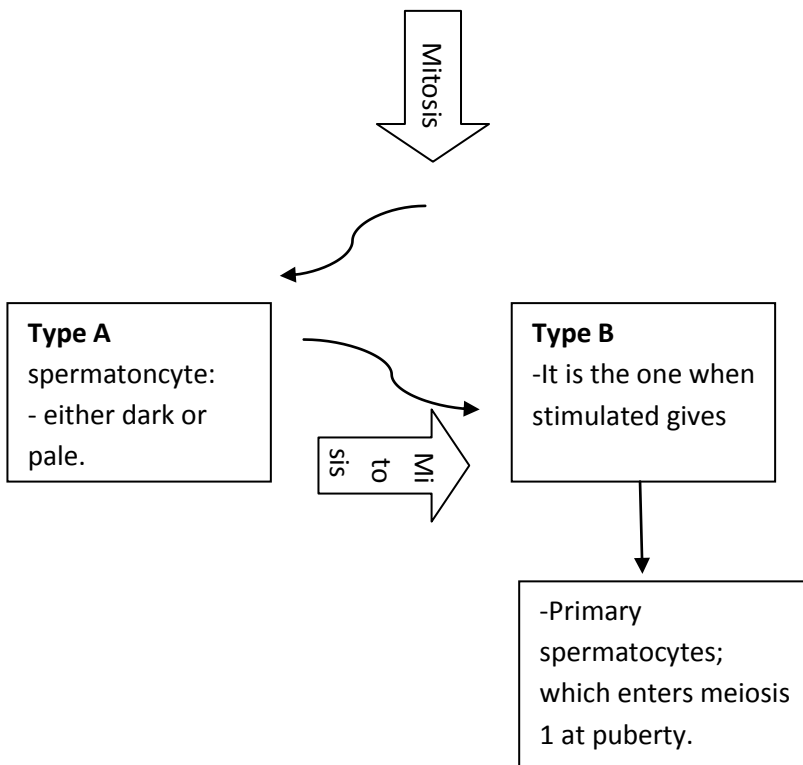 Mitosis
Type A
spermatoncyte:
- either dark or
pale.
Mi
to
sis
Type B
-It is the one when
stimulated gives
-Primary
spermatocytes;
which enters meiosis
1 at puberty.